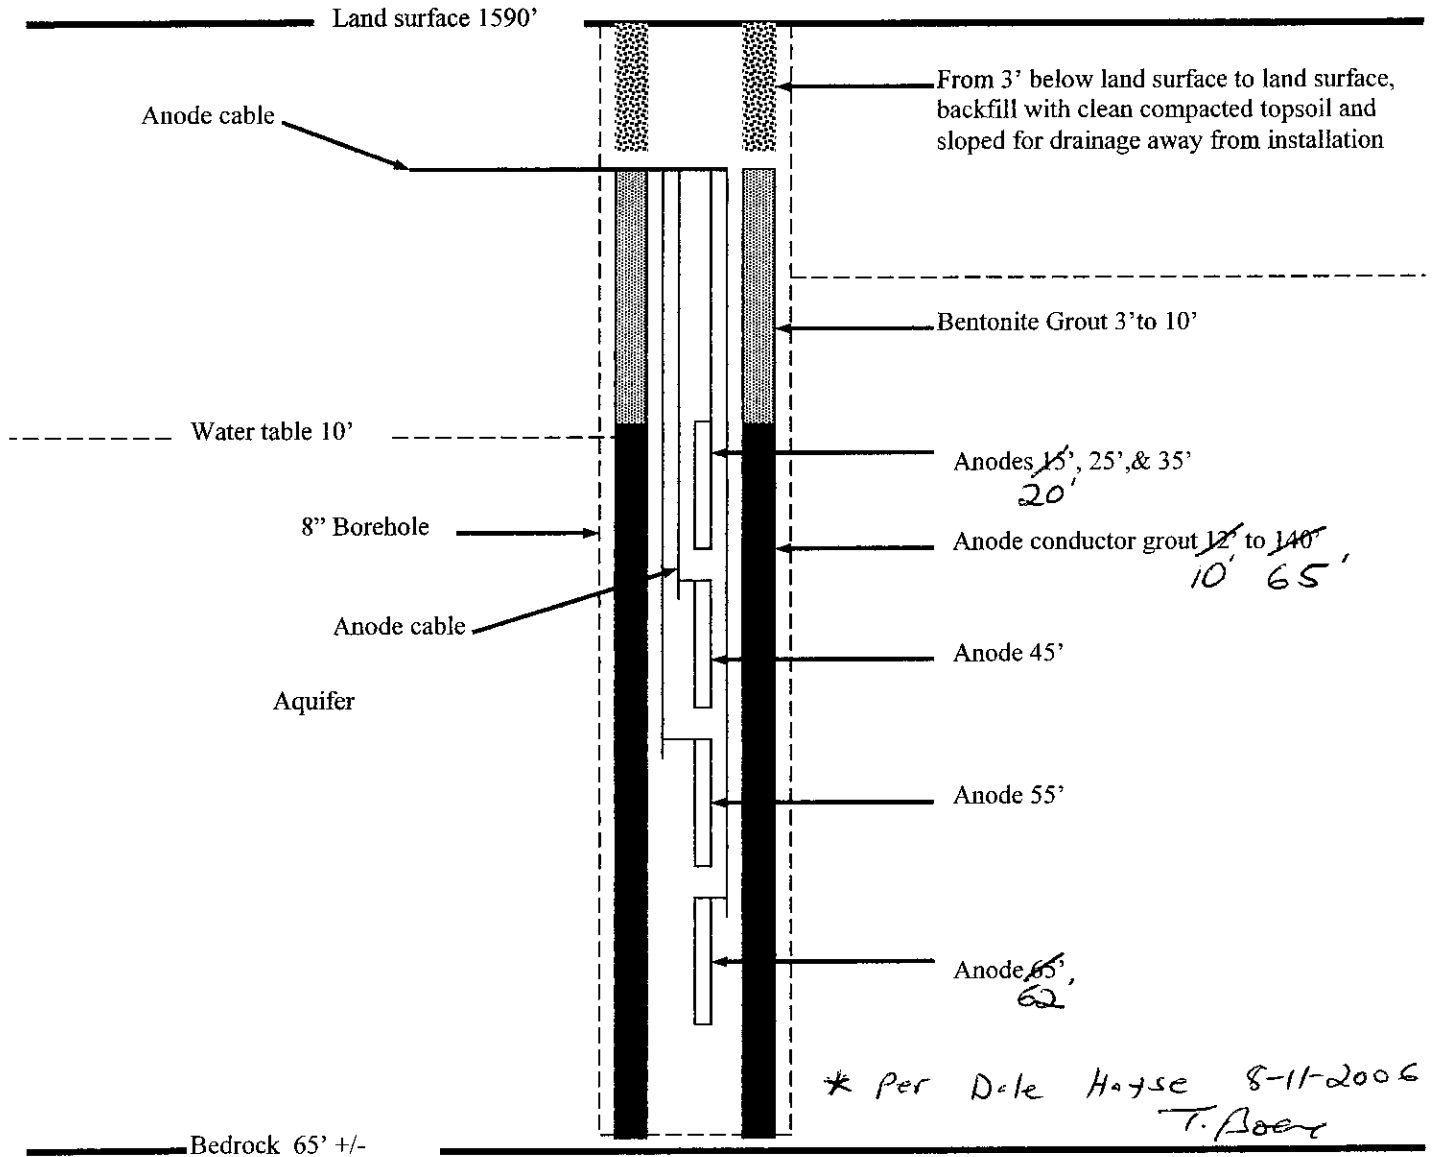 Land surface 1590’
From 3’ below land surface to land surface,
backfill with clean compacted topsoil and
sloped for drainage away from installation
Anode cable
Bentonite Grout 3’to 10’
Water table 10’
Anodes 15’, 25’,& 35’
20'
8” Borehole
Anode conductor grout 12’ to 140’
10' 65'
Anode cable
Anode 45’
Aquifer
Anode 55’
Anode 65’,
62'
* Per Dale 8-11-2006
T.
Bedrock 65’ +/-